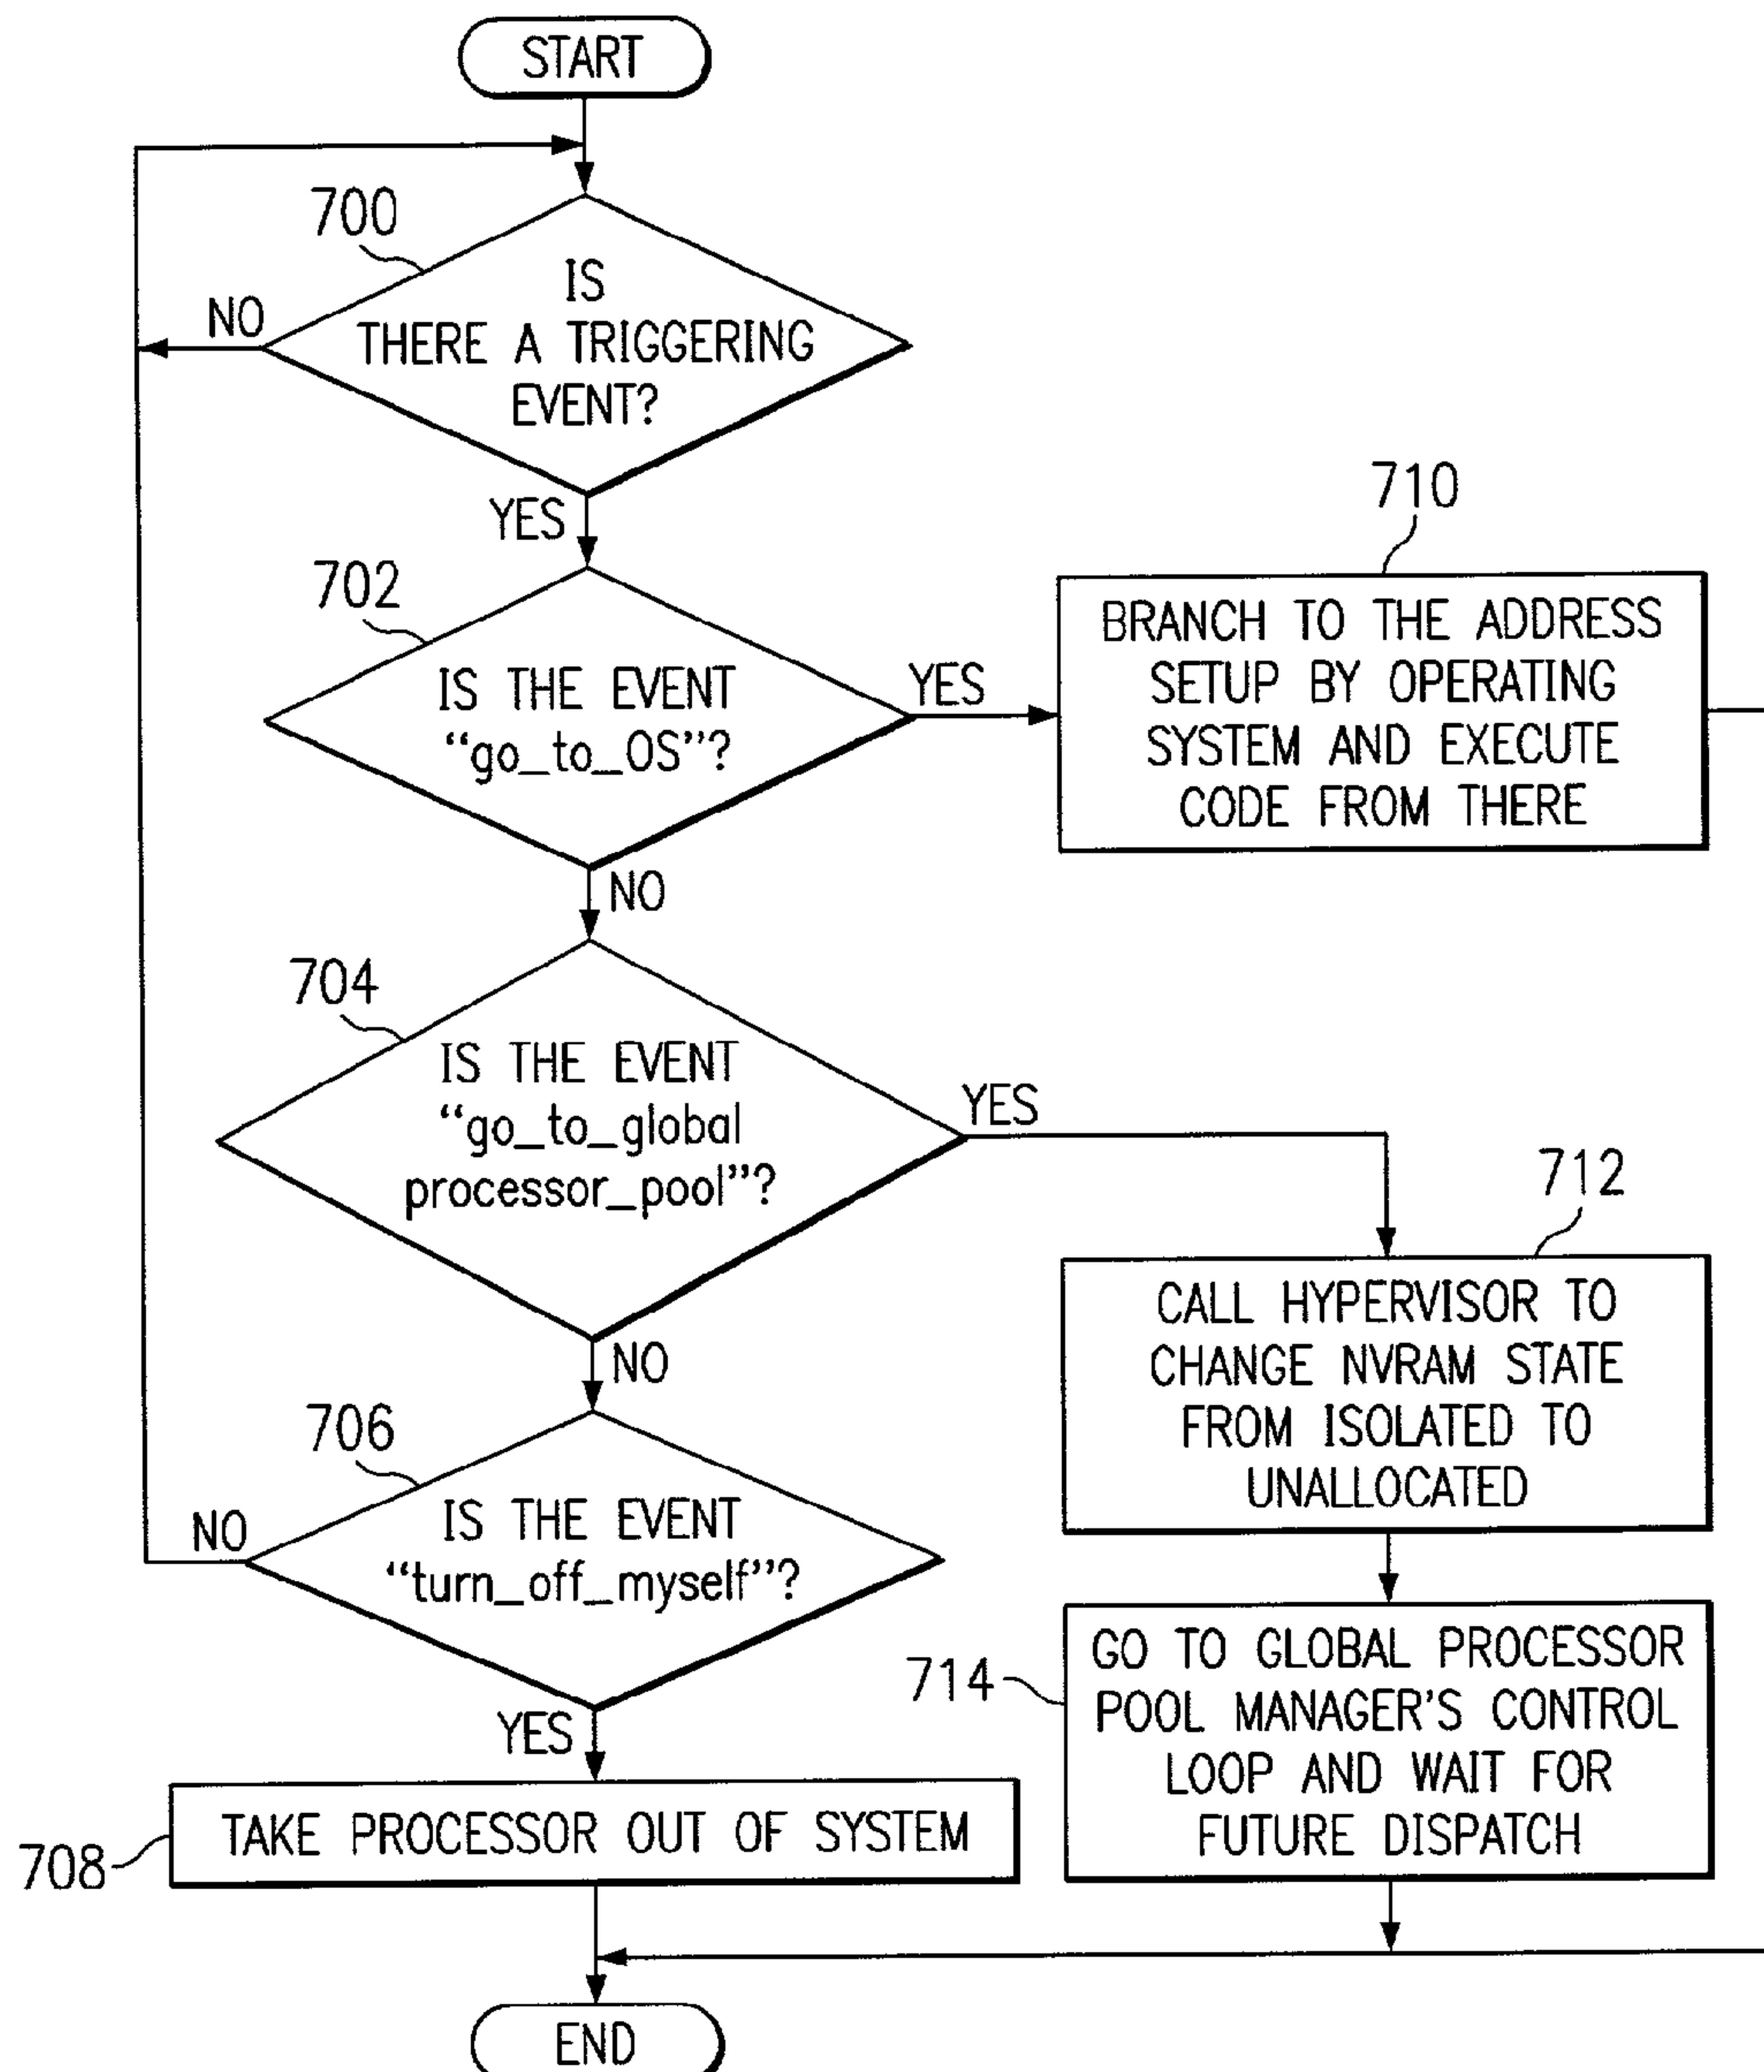 START
700
IS
THERE A TRIGGERING
EVENT?
NO
YES
702
IS THE EVENT
“go_to_OS”?
YES
710
BRANCH TO THE ADDRESS
SETUP BY OPERATING
SYSTEM AND EXECUTE
CODE FROM THERE
NO
704
IS THE EVENT
“go_to_global
processor_pool”?
YES
712
CALL HYPERVISOR TO
CHANGE NVRAM STATE
FROM ISOLATED TO
UNALLOCATED
NO
706
IS THE EVENT
“turn_off_myself”?
NO
YES
714
GO TO GLOBAL PROCESSOR
POOL MANAGER'S CONTROL
LOOP AND WAIT FOR
FUTURE DISPATCH
708
TAKE PROCESSOR OUT OF SYSTEM
END